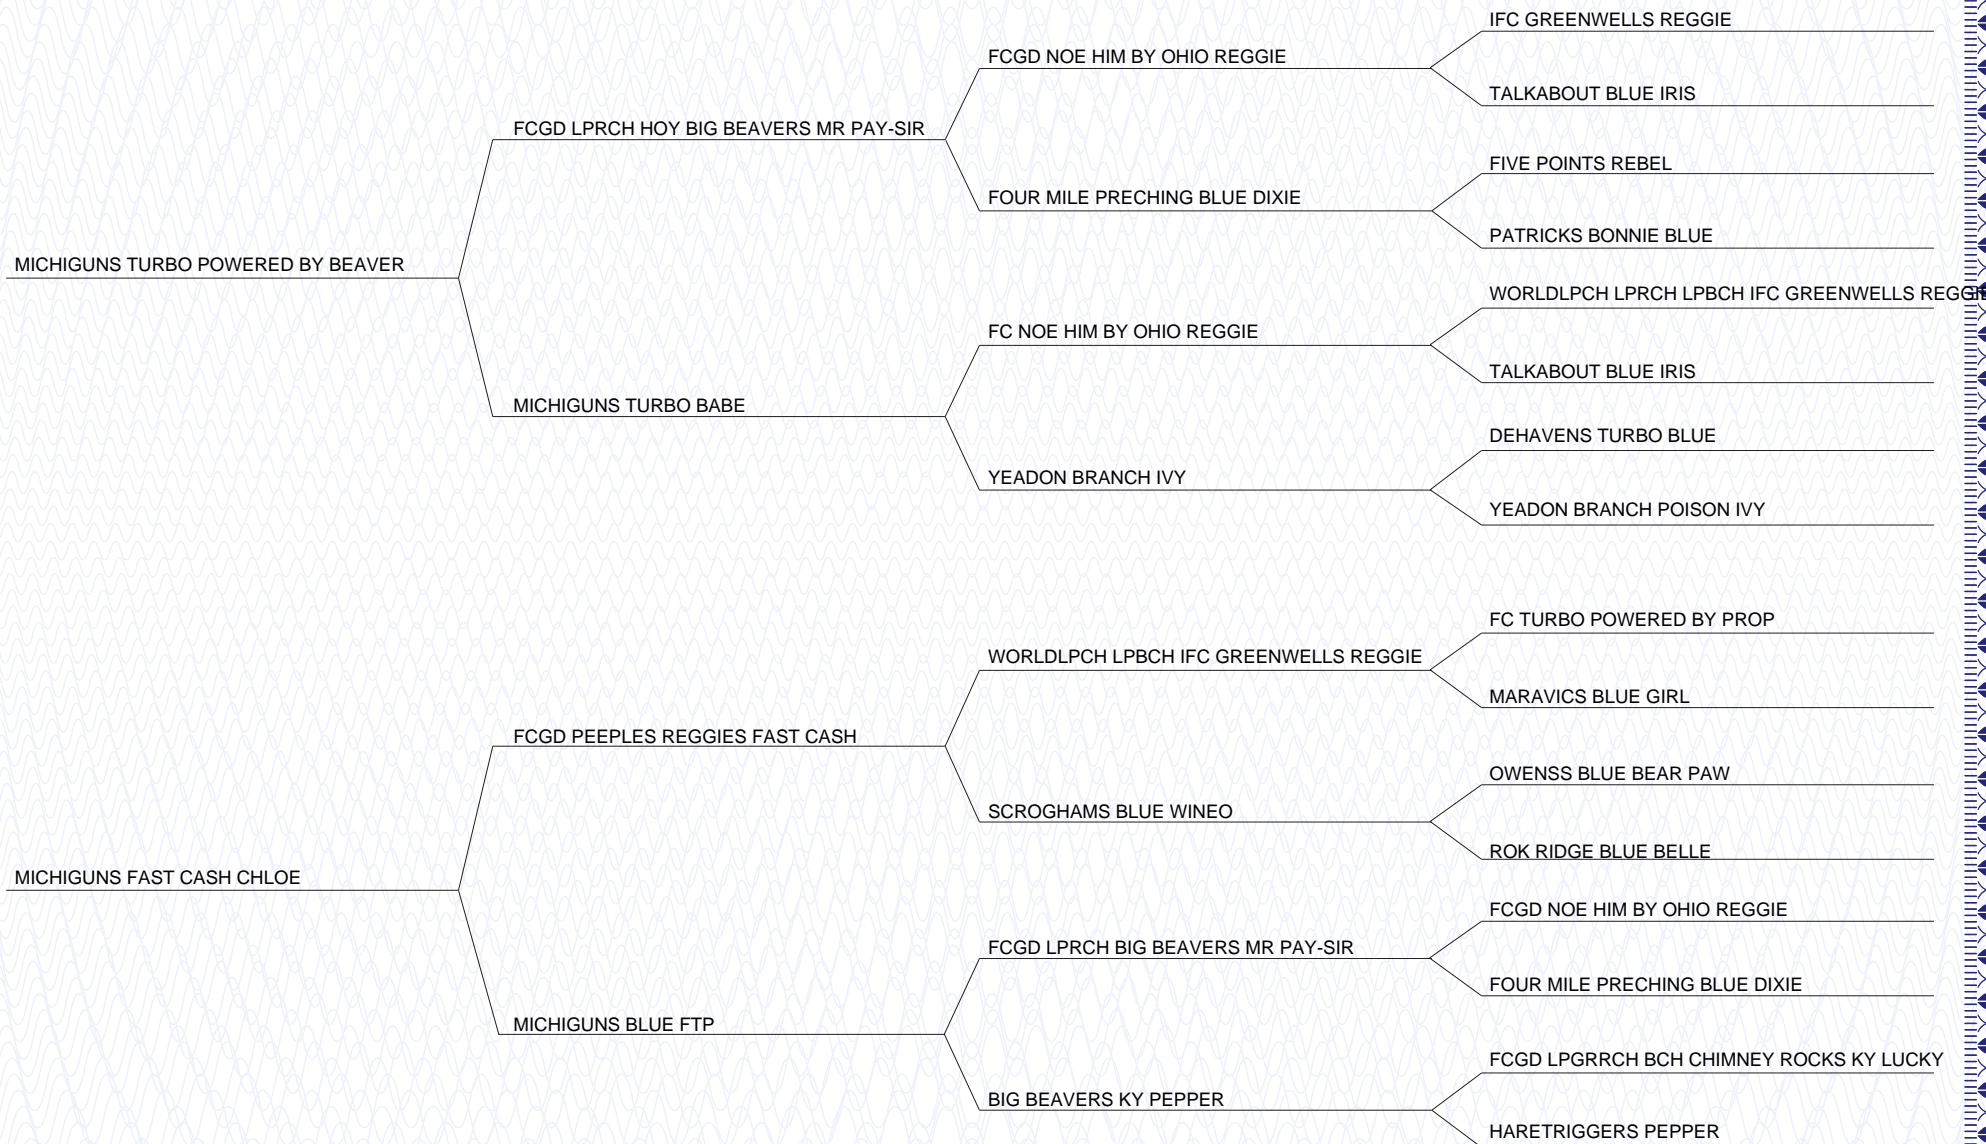 IFC GREENWELLS REGGIE
FCGD NOE HIM BY OHIO REGGIE
TALKABOUT BLUE IRIS
FCGD LPRCH HOY BIG BEAVERS MR PAY-SIR
FIVE POINTS REBEL
FOUR MILE PRECHING BLUE DIXIE
PATRICKS BONNIE BLUE
MICHIGUNS TURBO POWERED BY BEAVER
WORLDLPCH LPRCH LPBCH IFC GREENWELLS REGGIE
FC NOE HIM BY OHIO REGGIE
TALKABOUT BLUE IRIS
MICHIGUNS TURBO BABE
DEHAVENS TURBO BLUE
YEADON BRANCH IVY
YEADON BRANCH POISON IVY
FC TURBO POWERED BY PROP
WORLDLPCH LPBCH IFC GREENWELLS REGGIE
MARAVICS BLUE GIRL
FCGD PEEPLES REGGIES FAST CASH
OWENSS BLUE BEAR PAW
SCROGHAMS BLUE WINEO
ROK RIDGE BLUE BELLE
MICHIGUNS FAST CASH CHLOE
FCGD NOE HIM BY OHIO REGGIE
FCGD LPRCH BIG BEAVERS MR PAY-SIR
FOUR MILE PRECHING BLUE DIXIE
MICHIGUNS BLUE FTP
FCGD LPGRRCH BCH CHIMNEY ROCKS KY LUCKY
BIG BEAVERS KY PEPPER
HARETRIGGERS PEPPER